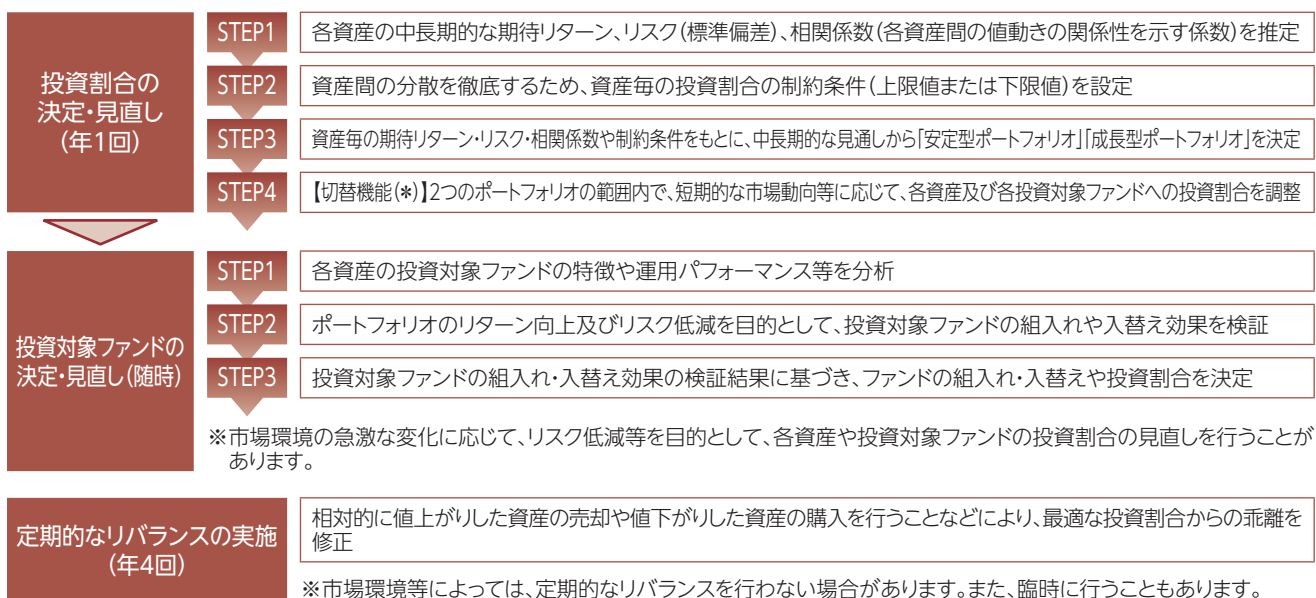 投資割合の
決定・見直し
(年1回)
STEP1
各資産の中長期的な期待リターン、リスク(標準偏差)、相関係数(各資産間の値動きの関係性を示す係数)を推定
STEP2
資産間の分散を徹底するため、資産毎の投資割合の制約条件(上限値または下限値)を設定
STEP3
資産毎の期待リターン・リスク・相関係数や制約条件をもとに、中長期的な見通しから「安定型ポートフォリオ」「成長型ポートフォリオ」を決定
STEP4
【切替機能(*)】2つのポートフォリオの範囲内で、短期的な市場動向等に応じて、各資産及び各投資対象ファンドへの投資割合を調整
投資対象ファンドの
決定・見直し(随時)
STEP1
各資産の投資対象ファンドの特徴や運用パフォーマンス等を分析
STEP2
ポートフォリオのリターン向上及びリスク低減を目的として、投資対象ファンドの組入れや入替え効果を検証
STEP3
投資対象ファンドの組入れ・入替え効果の検証結果に基づき、ファンドの組入れ・入替えや投資割合を決定
※市場環境の急激な変化に応じて、リスク低減等を目的として、各資産や投資対象ファンドの投資割合の見直しを行うことが
あります。
定期的なリバランスの実施
(年4回)
相対的に値上がりした資産の売却や値下がりした資産の購入を行うことなどにより、最適な投資割合からの乖離を
修正
※市場環境等によっては、定期的なリバランスを行わない場合があります。また、臨時に行うこともあります。